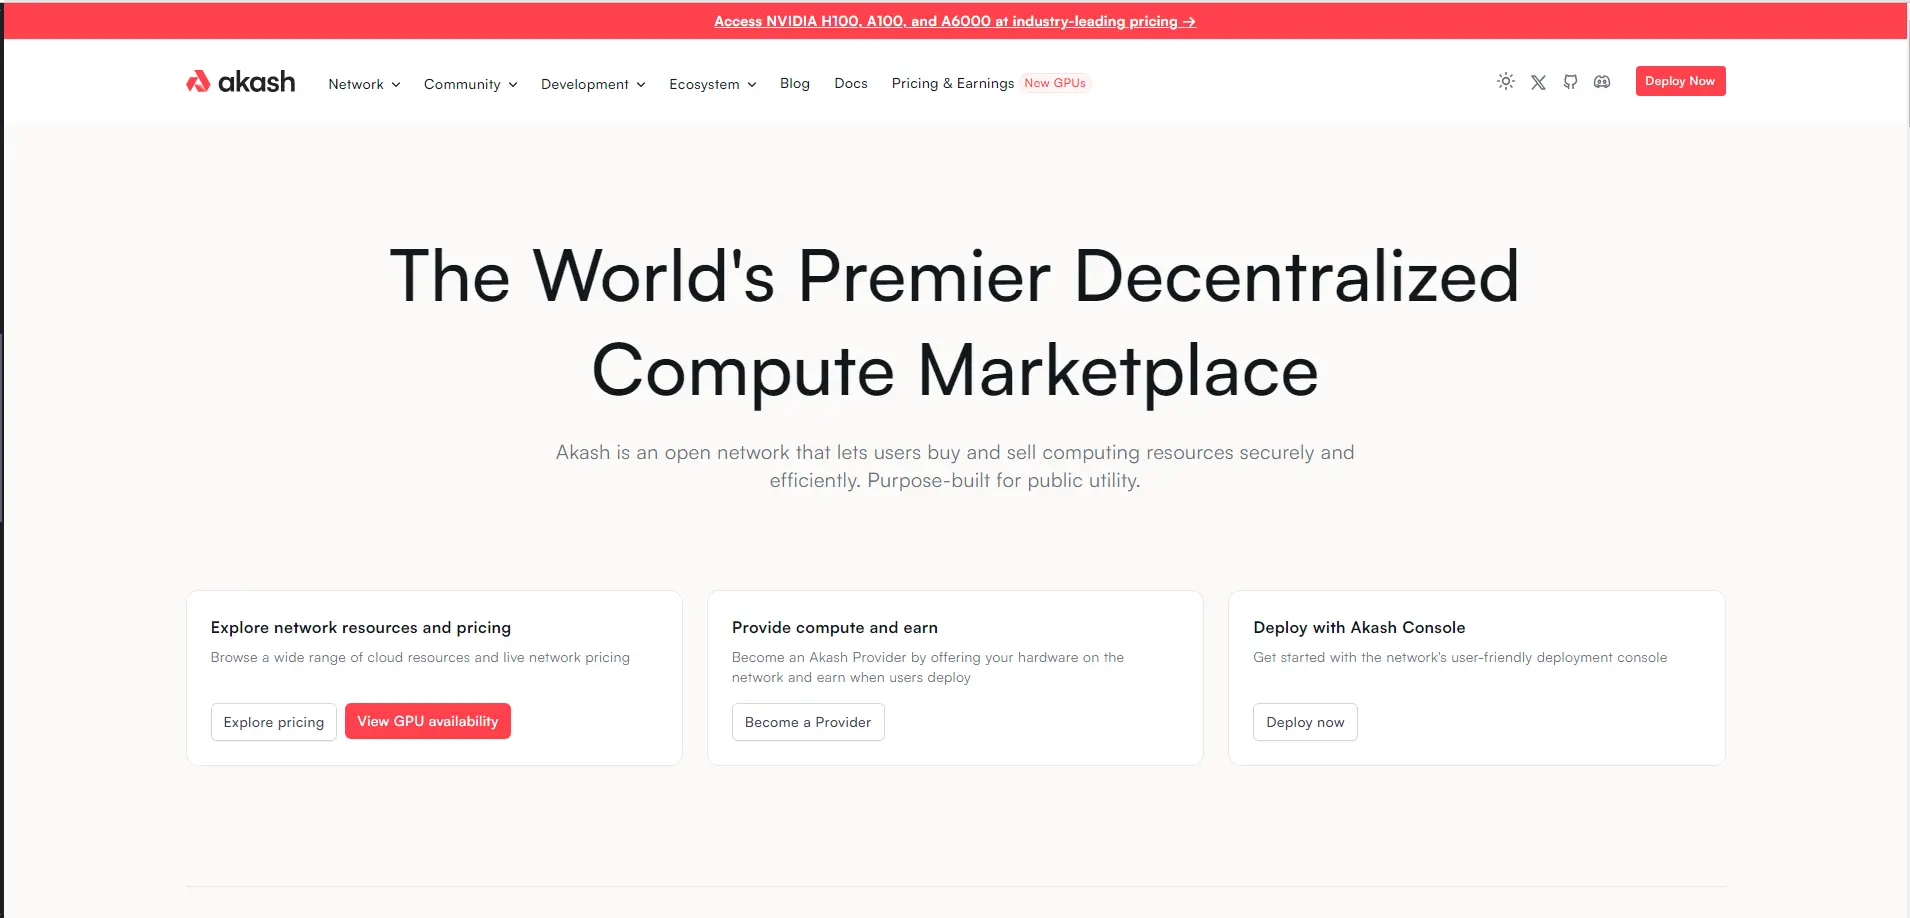 Access NVIDIA H100, A100, and A6000 at industry-leading pricing →
akash
Network
Community
Development
Ecosystem
Blog
Docs
Pricing & Earnings
New GPUs
Deploy Now
The World's Premier Decentralized
Compute Marketplace
Akash is an open network that lets users buy and sell computing resources securely and
efficiently. Purpose-built for public utility.
Explore network resources and pricing
Browse a wide range of cloud resources and live network pricing
Explore pricing
View GPU availability
Provide compute and earn
Become an Akash Provider by offering your hardware on the
network and earn when users deploy
Become a Provider
Deploy with Akash Console
Get started with the network's user-friendly deployment console
Deploy now